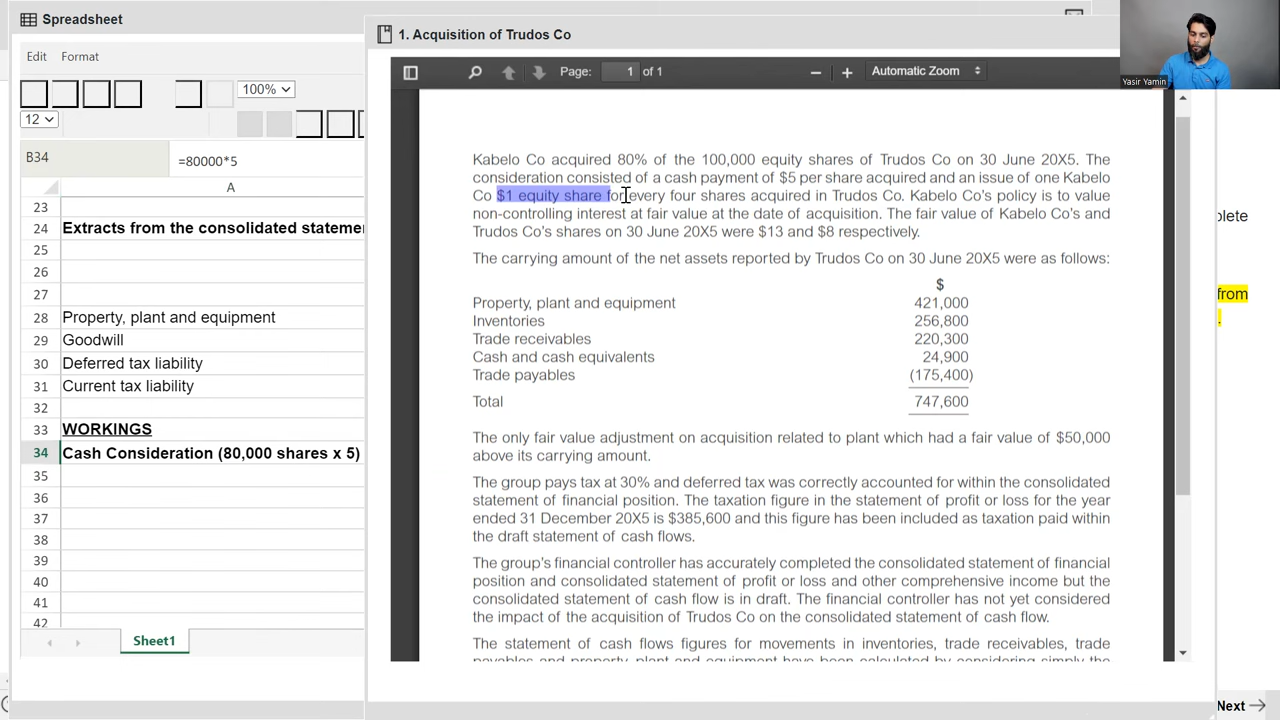 Spreadsheet
Edit Format
100%
12
B34 =80000*5
A
23
24 Extracts from the consolidated stateme
25
26
27
28 Property, plant and equipment
29 Goodwill
30 Deferred tax liability
31 Current tax liability
32
33 WORKINGS
34 Cash Consideration (80,000 shares x 5)
35
36
37
38
39
40
41
42
Sheet1
1. Acquisition of Trudos Co
Page: 1 of 1 Automatic Zoom
Kabelo Co acquired 80% of the 100,000 equity shares of Trudos Co on 30 June 20X5. The
consideration consisted of a cash payment of $5 per share acquired and an issue of one Kabelo
Co $1 equity share for every four shares acquired in Trudos Co. Kabelo Co's policy is to value
non-controlling interest at fair value at the date of acquisition. The fair value of Kabelo Co's and
Trudos Co's shares on 30 June 20X5 were $13 and $8 respectively.
The carrying amount of the net assets reported by Trudos Co on 30 June 20X5 were as follows:
$
Property, plant and equipment 421,000
Inventories 256,800
Trade receivables 220,300
Cash and cash equivalents 24,900
Trade payables (175,400)
Total 747,600
The only fair value adjustment on acquisition related to plant which had a fair value of $50,000
above its carrying amount.
The group pays tax at 30% and deferred tax was correctly accounted for within the consolidated
statement of financial position. The taxation figure in the statement of profit or loss for the year
ended 31 December 20X5 is $385,600 and this figure has been included as taxation paid within
the draft statement of cash flows.
The group's financial controller has accurately completed the consolidated statement of financial
position and consolidated statement of profit or loss and other comprehensive income but the
consolidated statement of cash flow is in draft. The financial controller has not yet considered
the impact of the acquisition of Trudos Co on the consolidated statement of cash flow.
The statement of cash flows figures for movements in inventories, trade receivables, trade
payables and property, plant and equipment have been calculated by considering simply the
Yasir Yamin
plete
from
.
Next